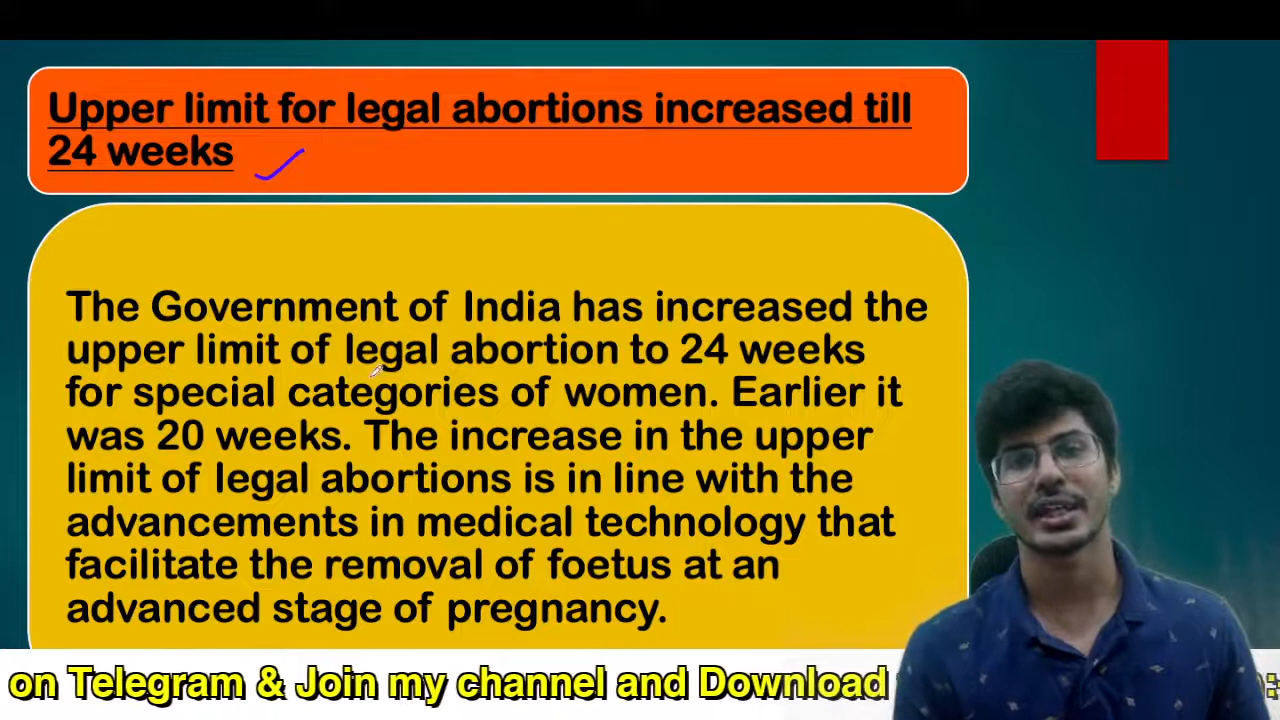 Upper limit for legal abortions increased till
24 weeks
The Government of India has increased the
upper limit of legal abortion to 24 weeks
for special categories of women. Earlier it
was 20 weeks. The increase in the upper
limit of legal abortions is in line with the
advancements in medical technology that
facilitate the removal of foetus at an
advanced stage of pregnancy.
on Telegram & Join my channel and Download